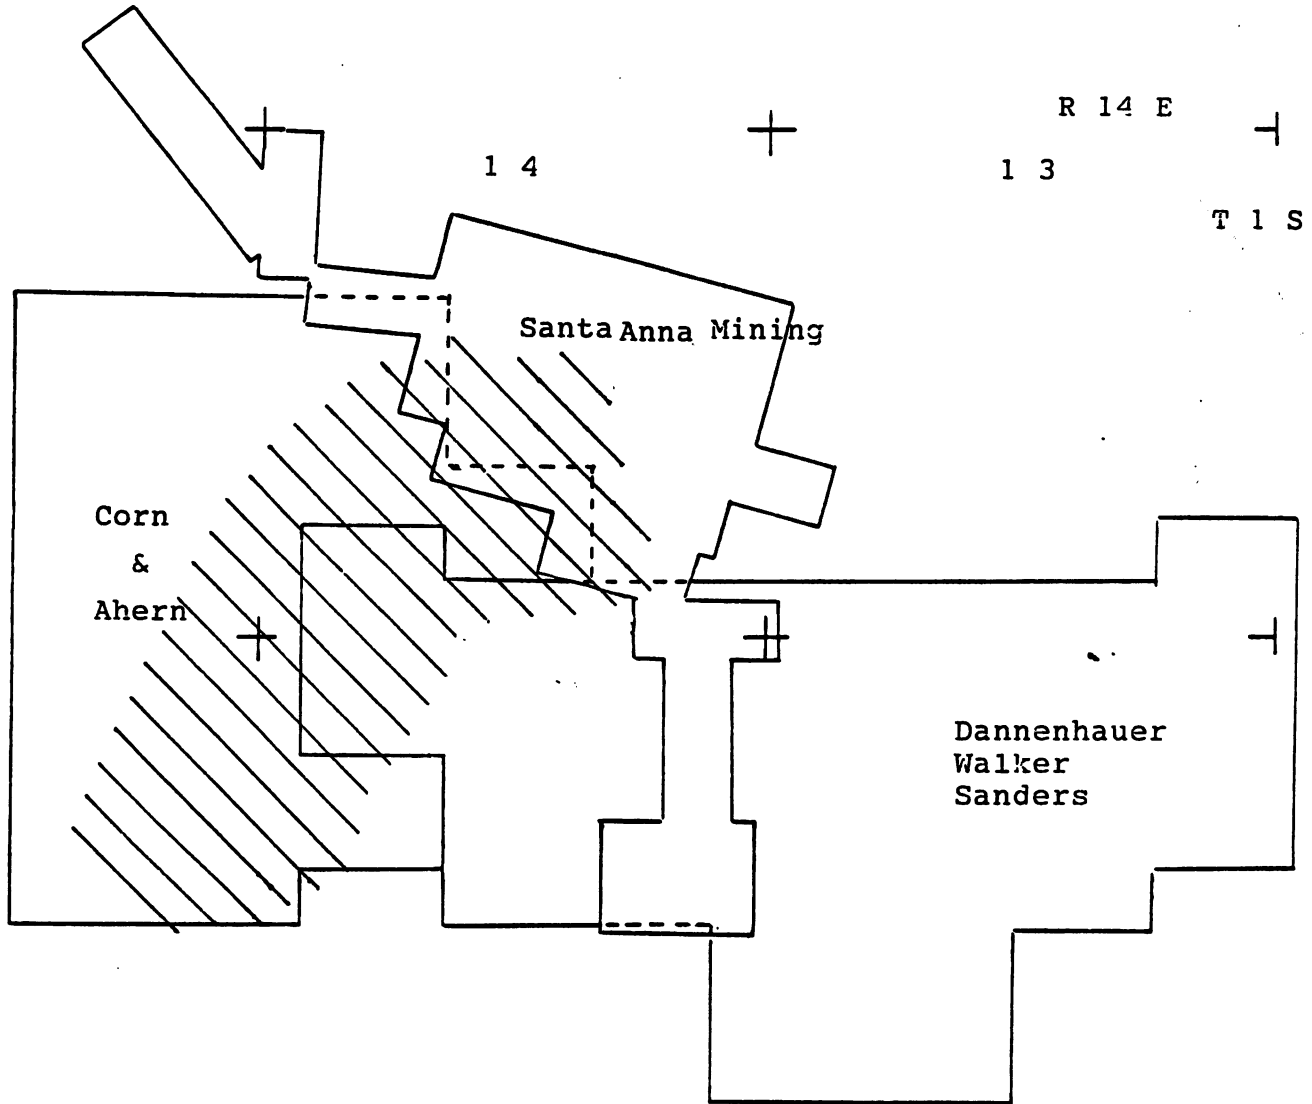 R 14 E
1 4
1 3
T 1 S
Santa Anna Mining
Corn
&
Ahern
Dannenhauer
Walker
Sanders